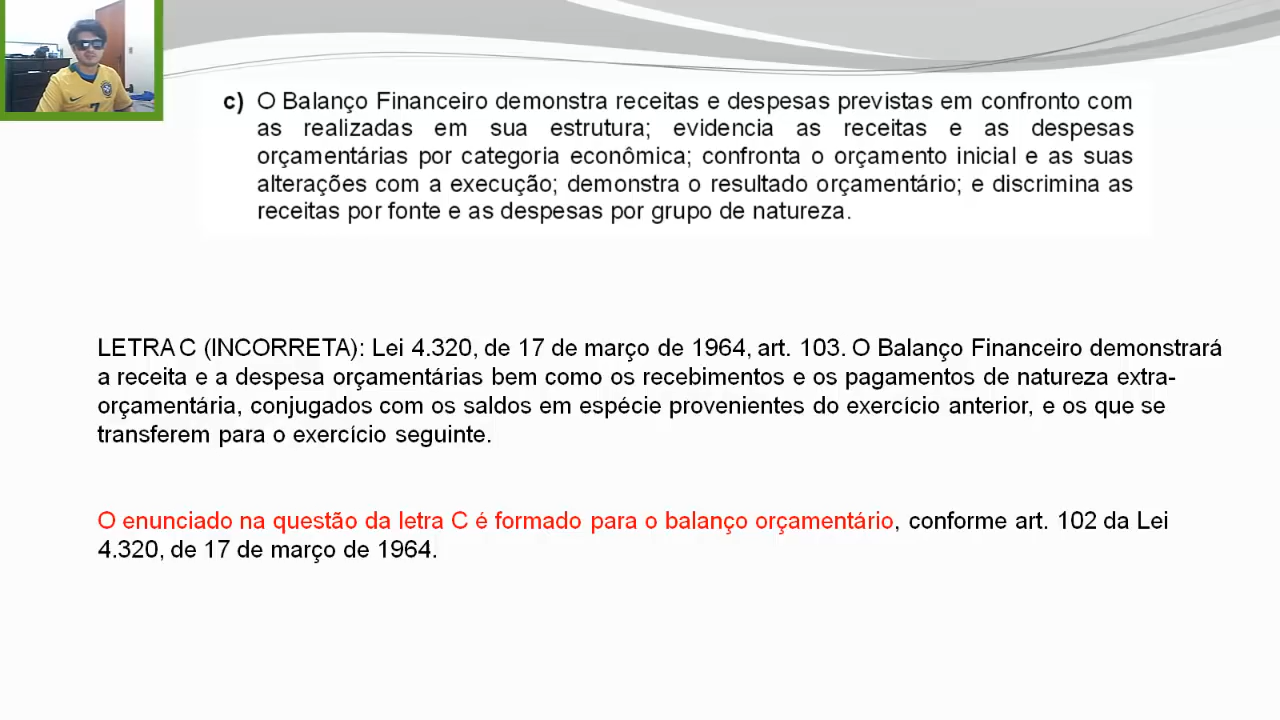 c) O Balanço Financeiro demonstra receitas e despesas previstas em confronto com
as realizadas em sua estrutura; evidencia as receitas e as despesas
orçamentárias por categoria econômica; confronta o orçamento inicial e as suas
alterações com a execução; demonstra o resultado orçamentário; e discrimina as
receitas por fonte e as despesas por grupo de natureza.
LETRA C (INCORRETA): Lei 4.320, de 17 de março de 1964, art. 103. O Balanço Financeiro demonstrará
a receita e a despesa orçamentárias bem como os recebimentos e os pagamentos de natureza extra-
orçamentária, conjugados com os saldos em espécie provenientes do exercício anterior, e os que se
transferem para o exercício seguinte.
O enunciado na questão da letra C é formado para o balanço orçamentário, conforme art. 102 da Lei
4.320, de 17 de março de 1964.